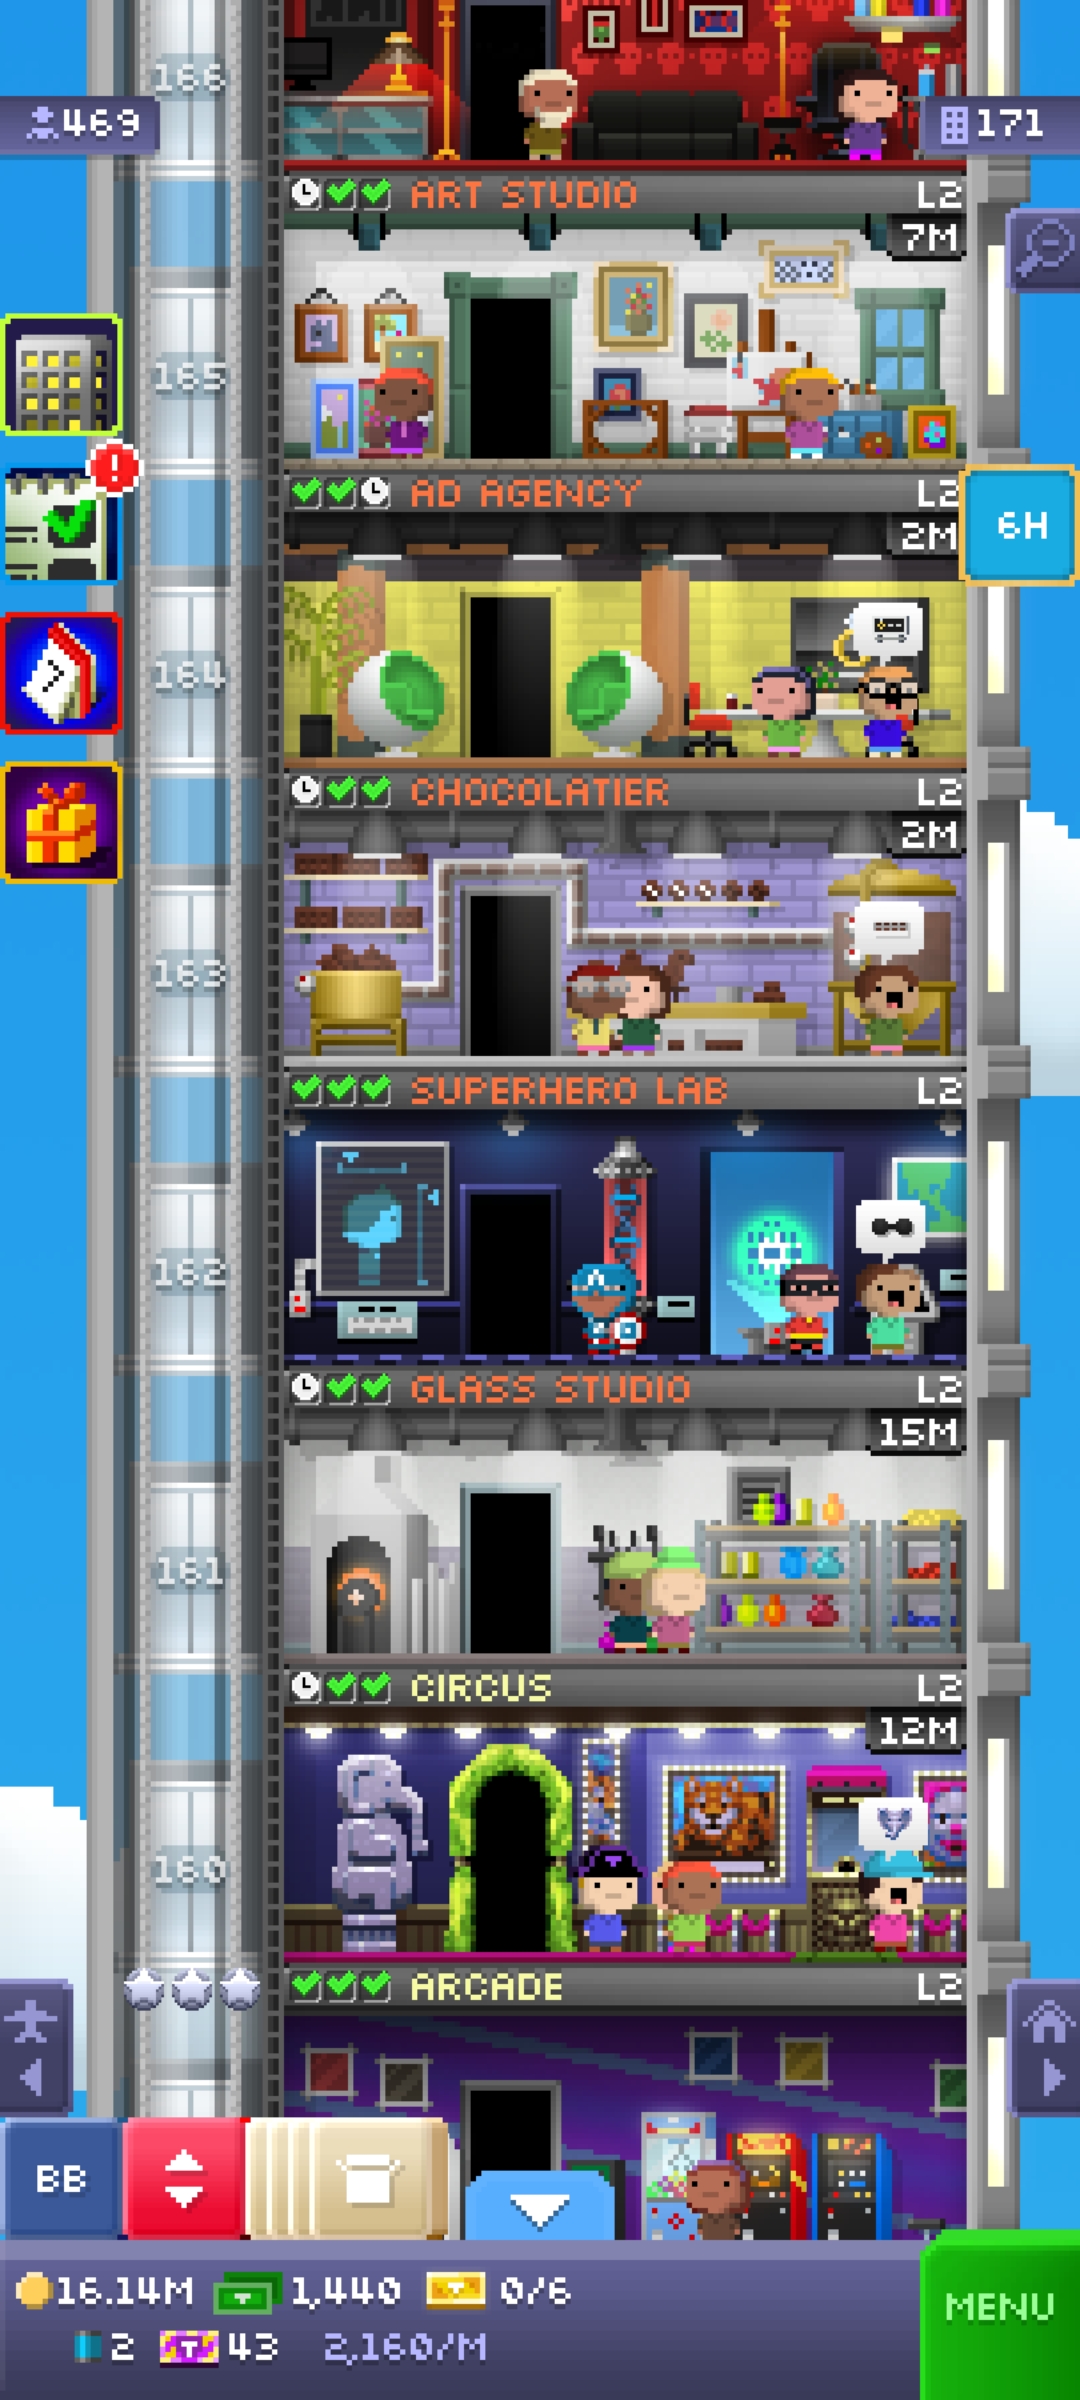 166
469
171
ART STUDIO L2
7M
165
AD AGENCY L2
2M
6H
164
CHOCOLATIER L2
2M
163
SUPERHERO LAB L2
162
GLASS STUDIO L2
15M
161
CIRCUS L2
12M
160
ARCADE L2
BB
16.14M 1,440 0/6
MENU
2 43 2,160/M